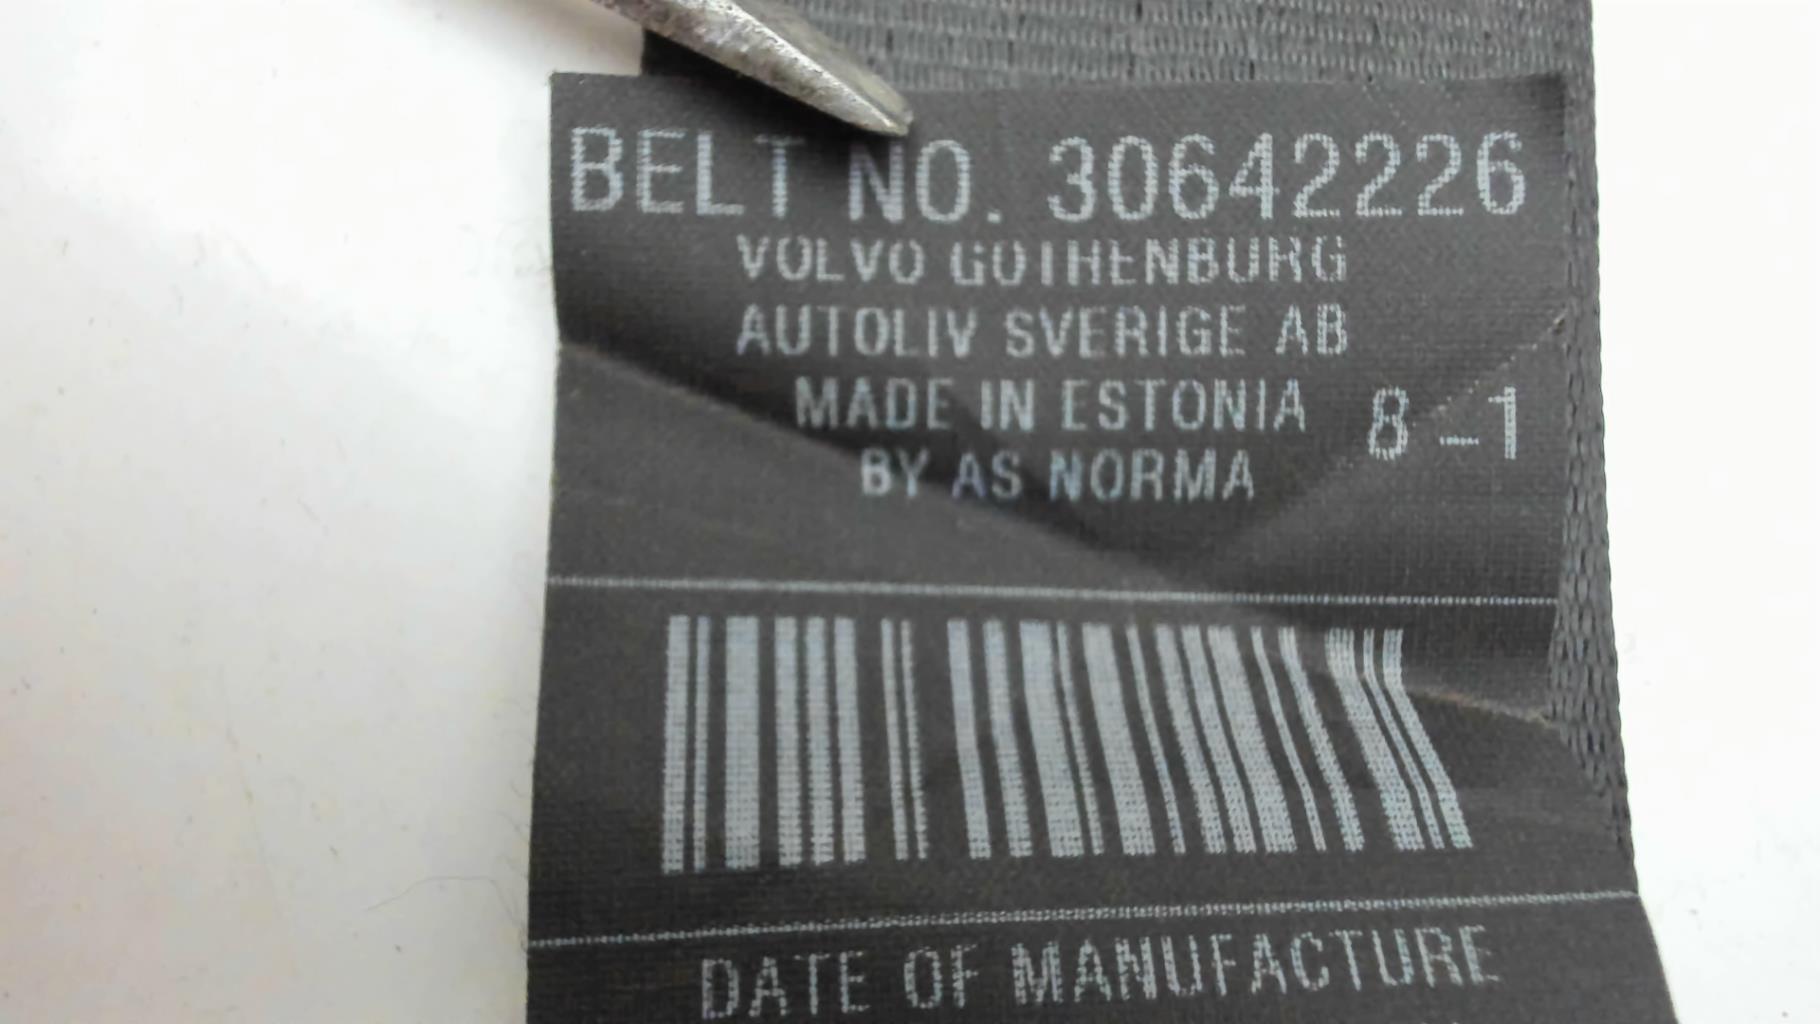 BELT NO. 30642226
VOLVO GOTHENBURG
AUTOLIV SVERIGE AB
MADE IN ESTONIA 8-1
BY AS NORMA
DATE OF MANUFACTURE